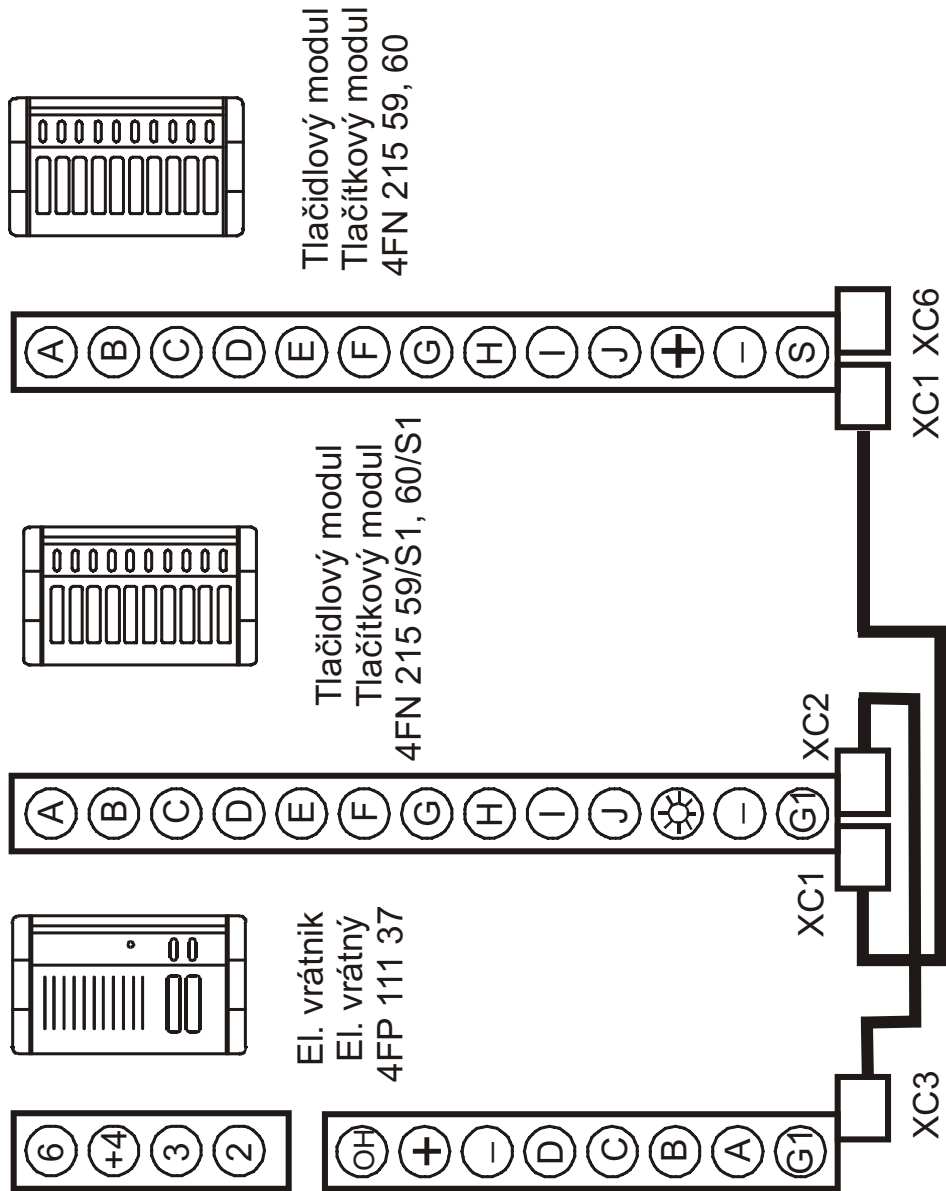 6
+4
3
2
OH
+
−
D
C
B
A
G1
XC3
El. vrátnik
El. vrátný
4FP 111 37
A
B
C
D
E
F
G
H
I
J
−
G1
XC1
XC2
Tlačidlový modul
Tlačítkový modul
4FN 215 59/S1, 60/S1
A
B
C
D
E
F
G
H
I
J
+
−
S
XC1
XC6
Tlačidlový modul
Tlačítkový modul
4FN 215 59, 60